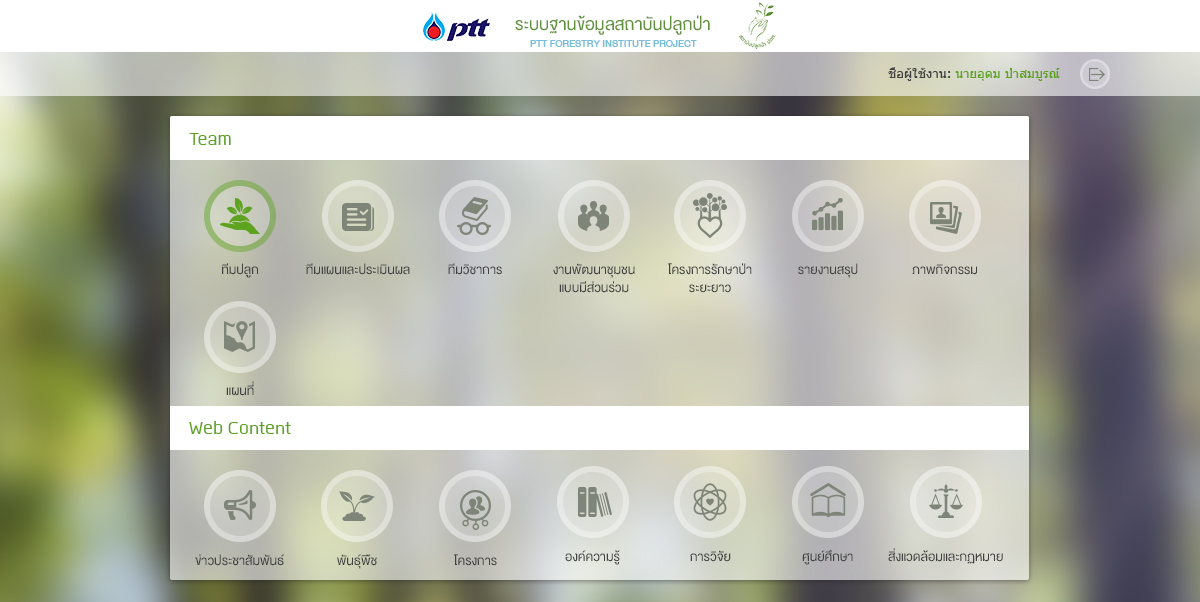 ptt
ระบบฐานข้อมูลสถาบันปลูกป่า
PTT FORESTRY INSTITUTE PROJECT
ชื่อผู้ใช้งาน: นายอุดม ป่าสมบูรณ์
Team
ทีมปลูก
ทีมแผนและประเมินผล
ทีมวิชาการ
งานพัฒนาชุมชน
แบบมีส่วนร่วม
โครงการรักษาป่า
ระยะยาว
รายงานสรุป
ภาพกิจกรรม
แผนที่
Web Content
ข่าวประชาสัมพันธ์
พันธุ์พืช
โครงการ
องค์ความรู้
การวิจัย
ศูนย์ศึกษา
สิ่งแวดล้อมและกฎหมาย